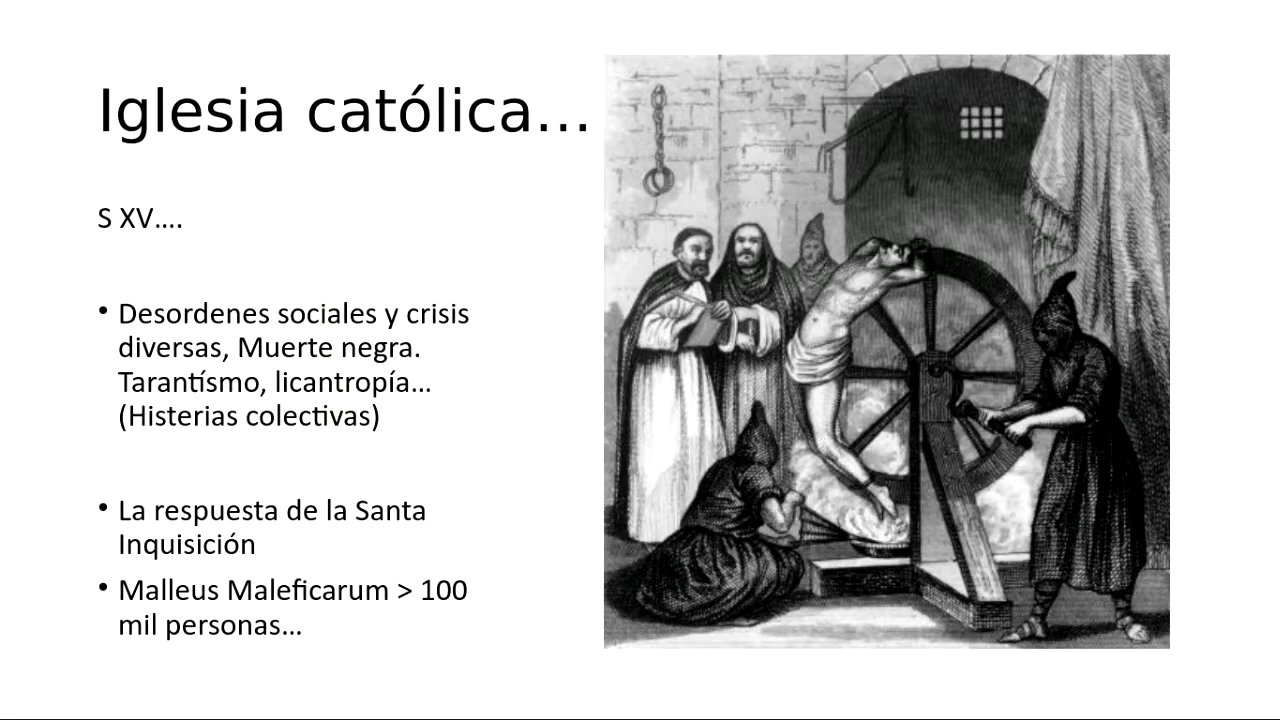 Iglesia católica…
S XV….
• Desordenes sociales y crisis
diversas, Muerte negra.
Tarantísmo, licantropía…
(Histerias colectivas)
• La respuesta de la Santa
Inquisición
• Malleus Maleficarum > 100
mil personas…